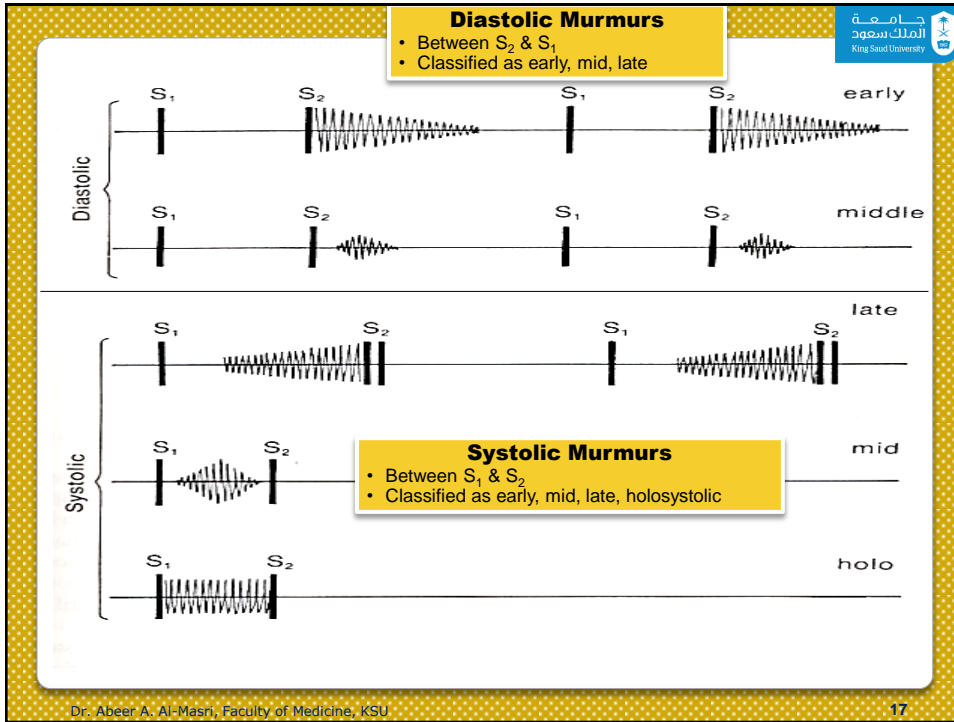 Diastolic Murmurs
• Between S₂ & S₁
• Classified as early, mid, late
جامعة
الملك سعود
King Saud University
1957
S₁ S₂ S₁ S₂ early
Diastolic
S₁ S₂ S₁ S₂ middle
late
S₁ S₂ S₁ S₂
S₁ S₂ mid
Systolic
Systolic Murmurs
• Between S₁ & S₂
• Classified as early, mid, late, holosystolic
S₁ S₂ holo
Dr. Abeer A. Al-Masri, Faculty of Medicine, KSU
17